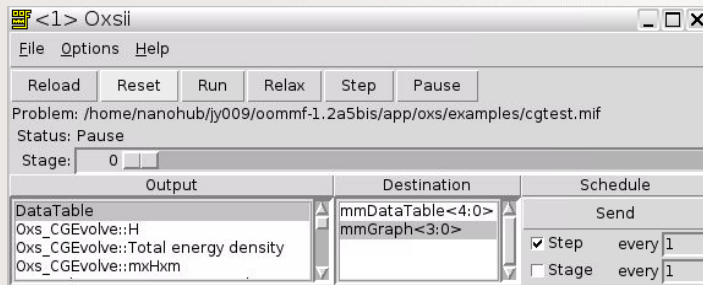 <1> Oxsii
File Options Help
Reload Reset Run Relax Step Pause
Problem: /home/nanohub/jy009/oommf-1.2a5bis/app/oxs/examples/cgtest.mif
Status: Pause
Stage: 0
Output Destination Schedule
DataTable mmDataTable<4:0> Send
Oxs_CGEvolve::H mmGraph<3:0>
Oxs_CGEvolve::Total energy density Step every 1
Oxs_CGEvolve::mxHxm Stage every 1